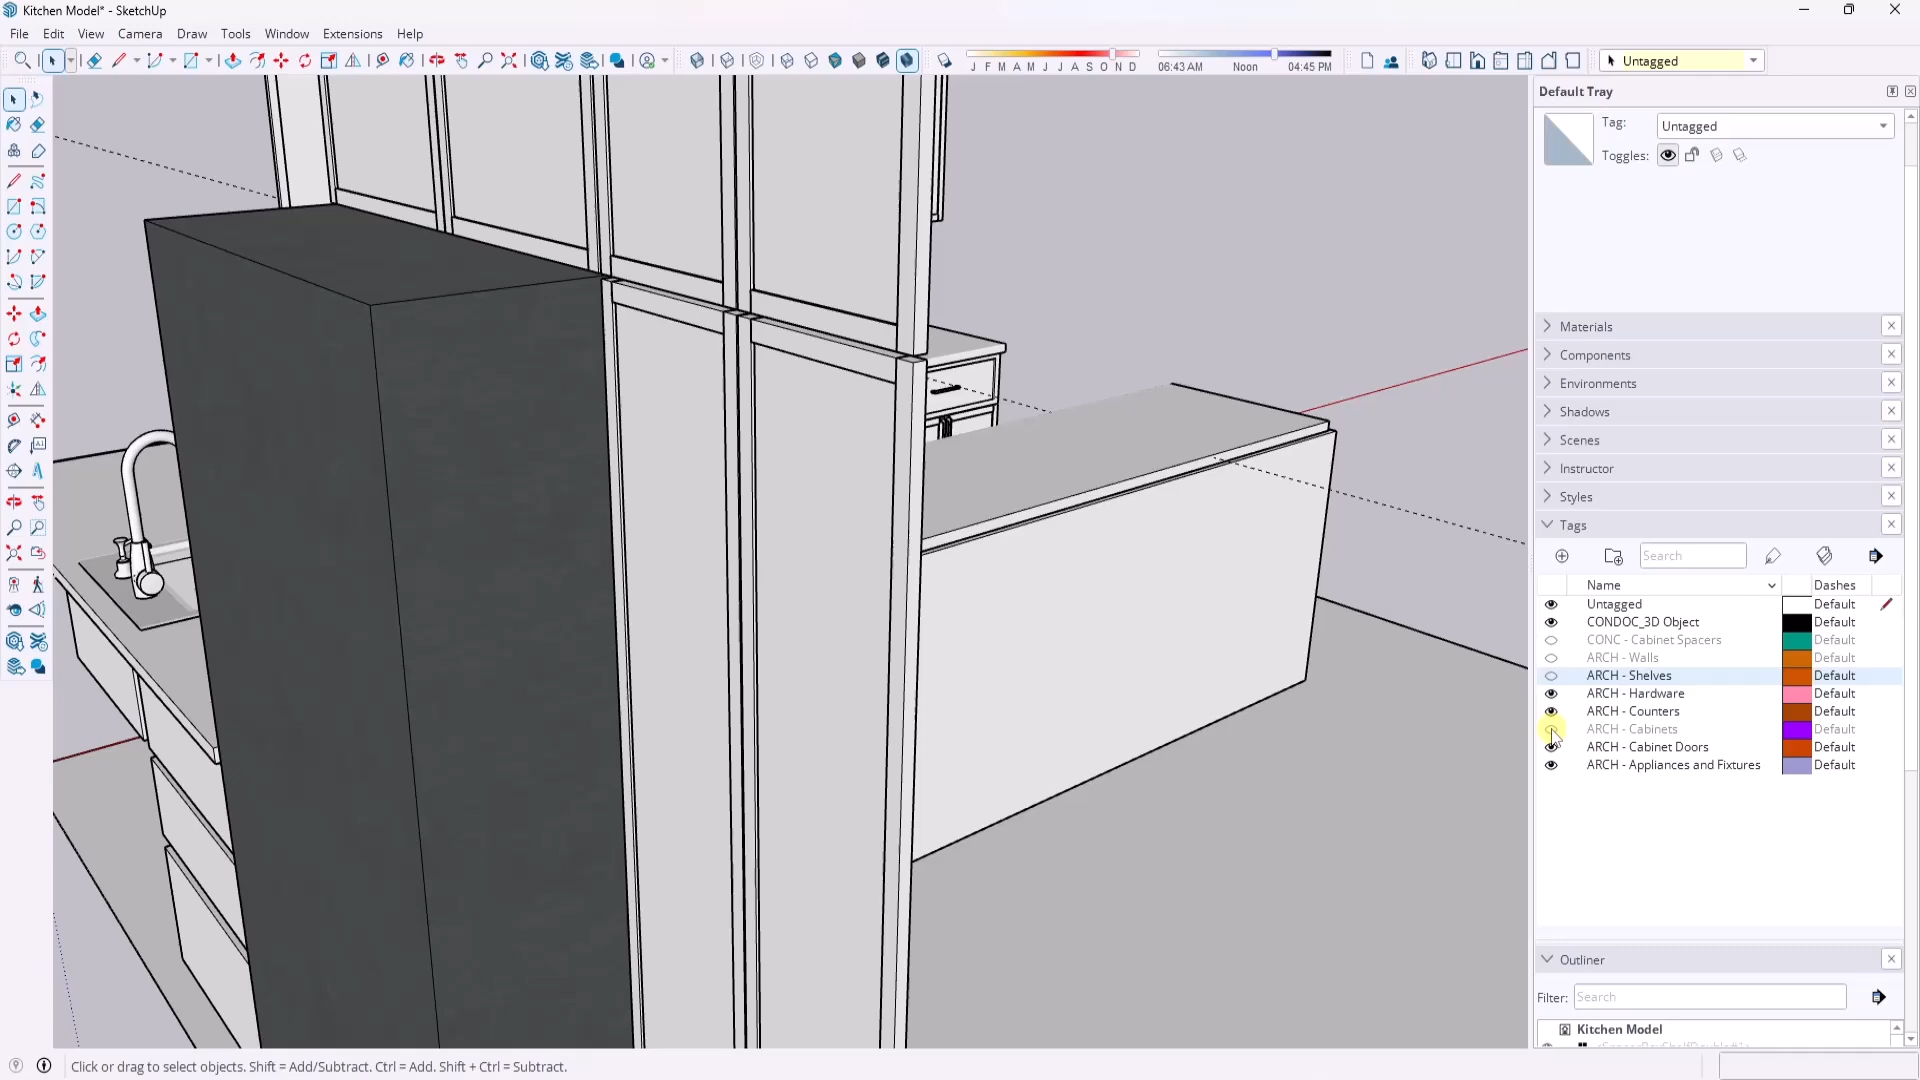 Kitchen Model* - SketchUp
File Edit View Camera Draw Tools Window Extensions Help
J F M A M J J A S O N D
06:43 AM Noon 04:45 PM
Untagged
Default Tray
Tag: Untagged
Toggles:
Materials
Components
Environments
Shadows
Scenes
Instructor
Styles
Tags
Search
Name Dashes
Untagged Default
CONDOC_3D Object Default
CONC - Cabinet Spacers Default
ARCH - Walls Default
ARCH - Shelves Default
ARCH - Hardware Default
ARCH - Counters Default
ARCH - Cabinets Default
ARCH - Cabinet Doors Default
ARCH - Appliances and Fixtures Default
Outliner
Filter: Search
Kitchen Model
Click or drag to select objects. Shift = Add/Subtract. Ctrl = Add. Shift + Ctrl = Subtract.